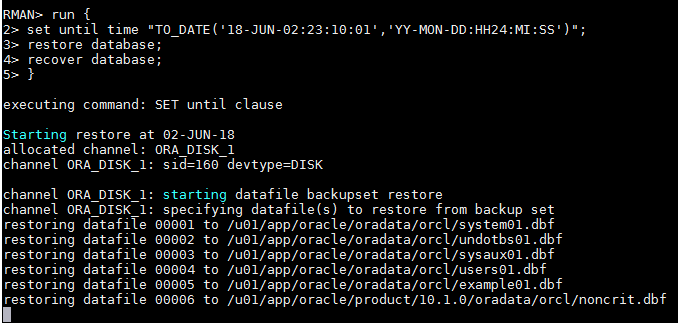 RMAN> run {
2> set until time "TO_DATE('18-JUN-02:23:10:01','YY-MON-DD:HH24:MI:SS')";
3> restore database;
4> recover database;
5> }
executing command: SET until clause
Starting restore at 02-JUN-18
allocated channel: ORA_DISK_1
channel ORA_DISK_1: sid=160 devtype=DISK
channel ORA_DISK_1: starting datafile backupset restore
channel ORA_DISK_1: specifying datafile(s) to restore from backup set
restoring datafile 00001 to /u01/app/oracle/oradata/orcl/system01.dbf
restoring datafile 00002 to /u01/app/oracle/oradata/orcl/undotbs01.dbf
restoring datafile 00003 to /u01/app/oracle/oradata/orcl/sysaux01.dbf
restoring datafile 00004 to /u01/app/oracle/oradata/orcl/users01.dbf
restoring datafile 00005 to /u01/app/oracle/oradata/orcl/example01.dbf
restoring datafile 00006 to /u01/app/oracle/product/10.1.0/oradata/orcl/noncrit.dbf